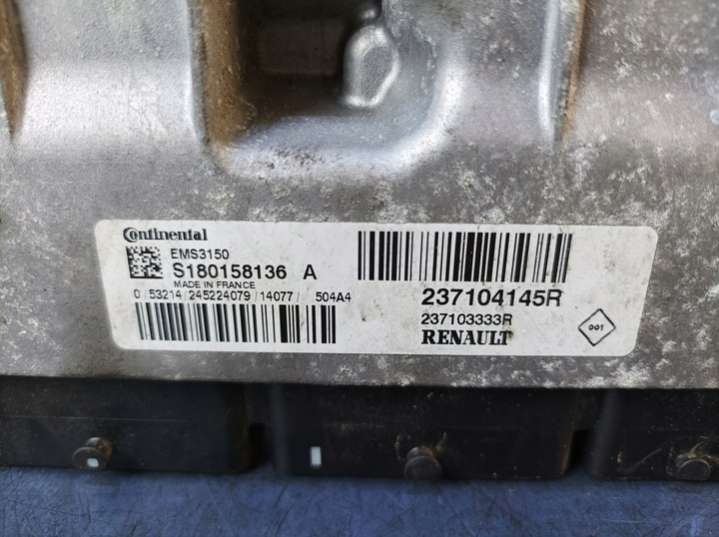 Continental
EMS3150
S180158136 A
MADE IN FRANCE
0/53214/245224079/14077/ 504A4
237104145R
237103333R
RENAULT
001